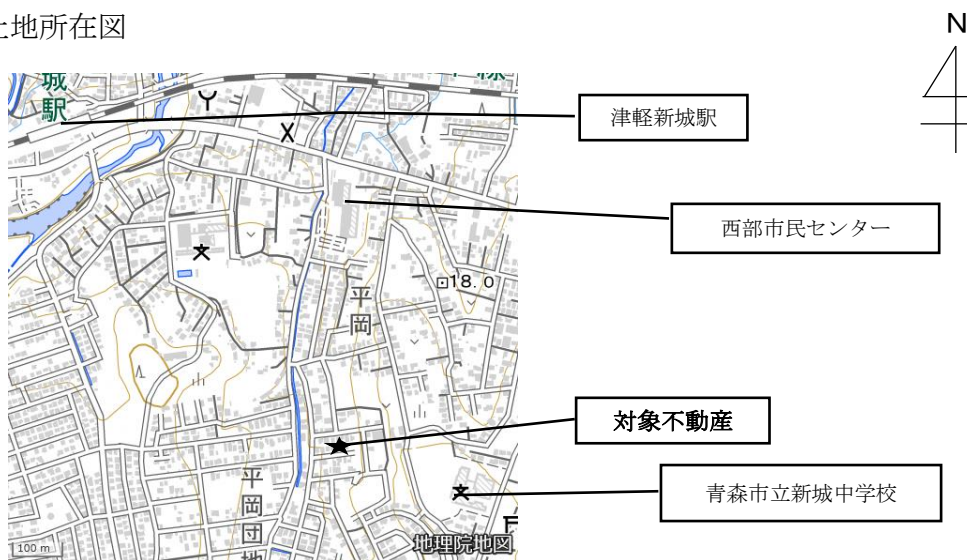 土地所在図
N
城駅
津軽新城駅
西部市民センター
18.0
平岡
対象不動産
平岡団地
青森市立新城中学校
100 m
地理院地図